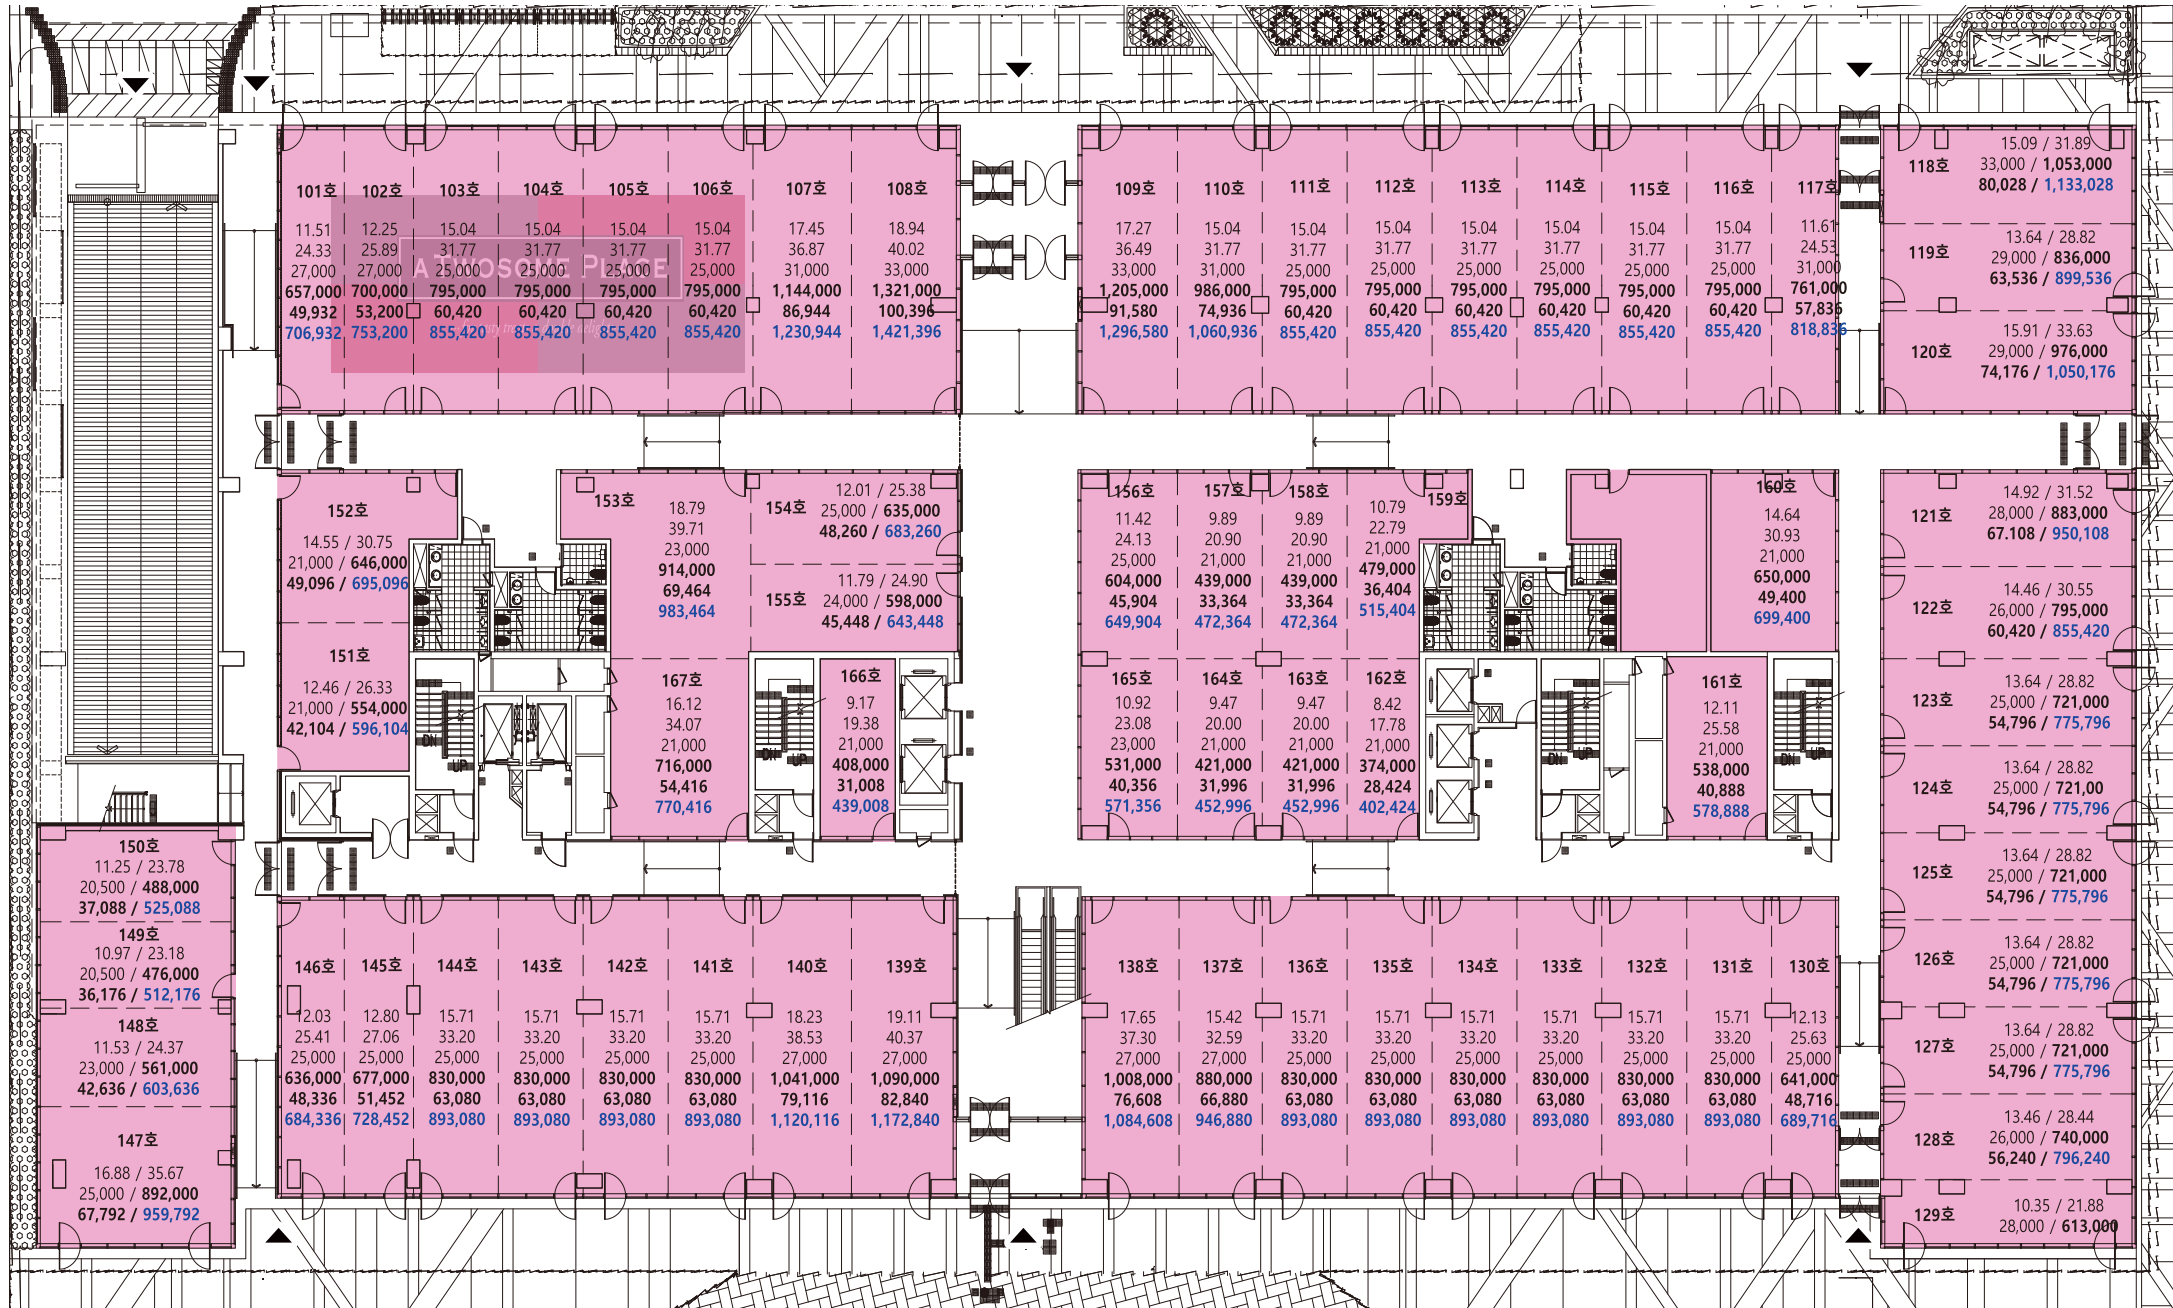 101호
11.51
24.33
27,000
657,000
49,932
706,932
102호
12.25
25.89
27,000
700,000
53,200
753,200
103호
15.04
31.77
25,000
795,000
60,420
855,420
104호
15.04
31.77
25,000
795,000
60,420
855,420
105호
15.04
31.77
25,000
795,000
60,420
855,420
106호
15.04
31.77
25,000
795,000
60,420
855,420
A TWOSOME PLACE
107호
17.45
36.87
31,000
1,144,000
86,944
1,230,944
108호
18.94
40.02
33,000
1,321,000
100,396
1,421,396
109호
17.27
36.49
33,000
1,205,000
91,580
1,296,580
110호
15.04
31.77
31,000
986,000
74,936
1,060,936
111호
15.04
31.77
25,000
795,000
60,420
855,420
112호
15.04
31.77
25,000
795,000
60,420
855,420
113호
15.04
31.77
25,000
795,000
60,420
855,420
114호
15.04
31.77
25,000
795,000
60,420
855,420
115호
15.04
31.77
25,000
795,000
60,420
855,420
116호
15.04
31.77
25,000
795,000
60,420
855,420
117호
11.61
24.53
31,000
761,000
57,836
818,836
118호
15.09 / 31.89
33,000 / 1,053,000
80,028 / 1,133,028
119호
13.64 / 28.82
29,000 / 836,000
63,536 / 899,536
120호
15.91 / 33.63
29,000 / 976,000
74,176 / 1,050,176
152호
14.55 / 30.75
21,000 / 646,000
49,096 / 695,096
151호
12.46 / 26.33
21,000 / 554,000
42,104 / 596,104
153호
18.79
39.71
23,000
914,000
69,464
983,464
154호
12.01 / 25.38
25,000 / 635,000
48,260 / 683,260
155호
11.79 / 24.90
24,000 / 598,000
45,448 / 643,448
167호
16.12
34.07
21,000
716,000
54,416
770,416
166호
9.17
19.38
21,000
408,000
31,008
439,008
DN
UP
DN
UP
156호
11.42
24.13
25,000
604,000
45,904
649,904
157호
9.89
20.90
21,000
439,000
33,364
472,364
158호
9.89
20.90
21,000
439,000
33,364
472,364
159호
10.79
22.79
21,000
479,000
36,404
515,404
160호
14.64
30.93
21,000
650,000
49,400
699,400
165호
10.92
23.08
23,000
531,000
40,356
571,356
164호
9.47
20.00
21,000
421,000
31,996
452,996
163호
9.47
20.00
21,000
421,000
31,996
452,996
162호
8.42
17.78
21,000
374,000
28,424
402,424
DN
UP
161호
12.11
25.58
21,000
538,000
40,888
578,888
DN
UP
121호
14.92 / 31.52
28,000 / 883,000
67.108 / 950,108
122호
14.46 / 30.55
26,000 / 795,000
60,420 / 855,420
123호
13.64 / 28.82
25,000 / 721,000
54,796 / 775,796
124호
13.64 / 28.82
25,000 / 721,00
54,796 / 775,796
125호
13.64 / 28.82
25,000 / 721,000
54,796 / 775,796
126호
13.64 / 28.82
25,000 / 721,000
54,796 / 775,796
127호
13.64 / 28.82
25,000 / 721,000
54,796 / 775,796
128호
13.46 / 28.44
26,000 / 740,000
56,240 / 796,240
129호
10.35 / 21.88
28,000 / 613,000
150호
11.25 / 23.78
20,500 / 488,000
37,088 / 525,088
149호
10.97 / 23.18
20,500 / 476,000
36,176 / 512,176
148호
11.53 / 24.37
23,000 / 561,000
42,636 / 603,636
147호
16.88 / 35.67
25,000 / 892,000
67,792 / 959,792
146호
12.03
25.41
25,000
636,000
48,336
684,336
145호
12.80
27.06
25,000
677,000
51,452
728,452
144호
15.71
33.20
25,000
830,000
63,080
893,080
143호
15.71
33.20
25,000
830,000
63,080
893,080
142호
15.71
33.20
25,000
830,000
63,080
893,080
141호
15.71
33.20
25,000
830,000
63,080
893,080
140호
18.23
38.53
27,000
1,041,000
79,116
1,120,116
139호
19.11
40.37
27,000
1,090,000
82,840
1,172,840
138호
17.65
37.30
27,000
1,008,000
76,608
1,084,608
137호
15.42
32.59
27,000
880,000
66,880
946,880
136호
15.71
33.20
25,000
830,000
63,080
893,080
135호
15.71
33.20
25,000
830,000
63,080
893,080
134호
15.71
33.20
25,000
830,000
63,080
893,080
133호
15.71
33.20
25,000
830,000
63,080
893,080
132호
15.71
33.20
25,000
830,000
63,080
893,080
131호
15.71
33.20
25,000
830,000
63,080
893,080
130호
12.13
25.63
25,000
641,000
48,716
689,716